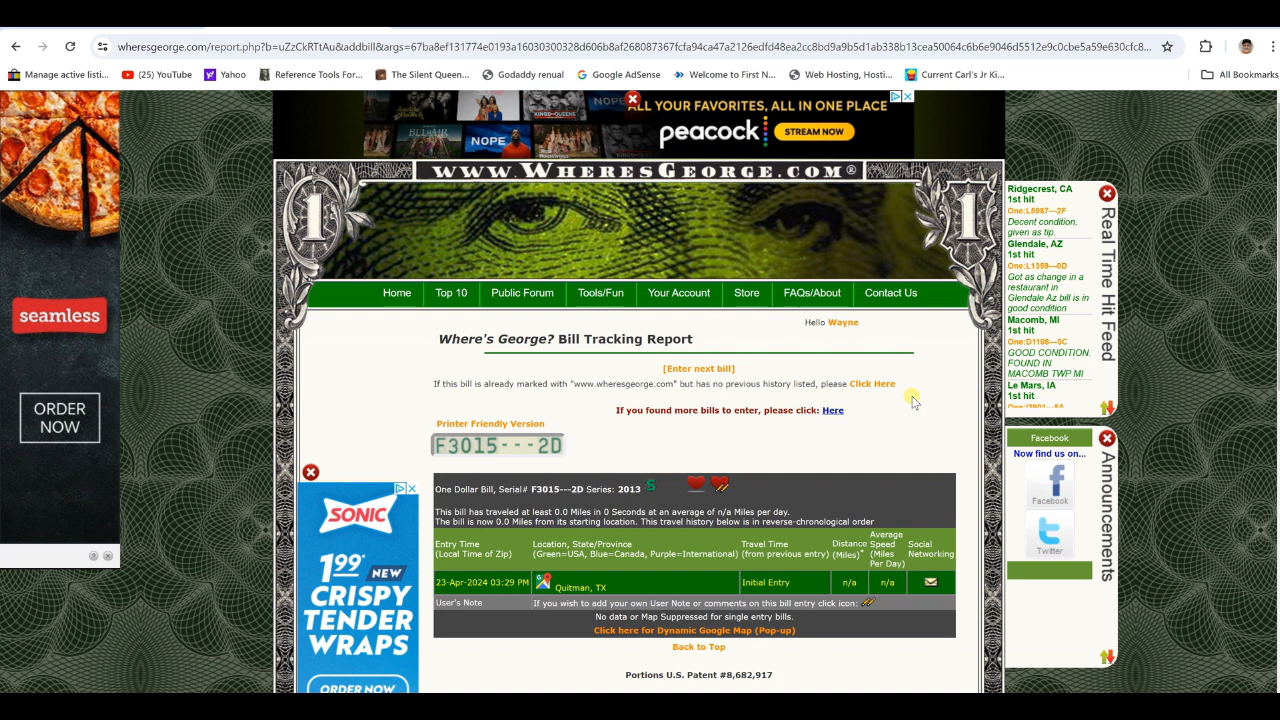 wheresgeorge.com/report.php?b=uZzCkRTtAu&addbill&args=67ba8ef131774e0193a16030300328d606b8af268087367fcfa94ca47a2126edfd48ea2cc8bd9a9b5d1ab338b13cea50064c6b6e9046d5512e9c0cbe5a59e630cfc8...
Manage active listi...
(25) YouTube
Yahoo
Reference Tools For...
The Silent Queen...
Godaddy renual
Google AdSense
Welcome to First N...
Web Hosting, Hosti...
Current Carl's Jr Ki...
All Bookmarks
NOPE
ALL YOUR FAVORITES, ALL IN ONE PLACE
BEL-AIR
NOPE
KING OF QUEENS
peacock
STREAM NOW
WWW.WHERESGEORGE.COM®
1
1
Home
Top 10
Public Forum
Tools/Fun
Your Account
Store
FAQs/About
Contact Us
Hello Wayne
Where's George? Bill Tracking Report
[Enter next bill]
If this bill is already marked with "www.wheresgeorge.com" but has no previous history listed, please Click Here
If you found more bills to enter, please click: Here
Printer Friendly Version
F3015---2D
One Dollar Bill, Serial# F3015---2D Series: 2013
This bill has traveled at least 0.0 Miles in 0 Seconds at an average of n/a Miles per day.
The bill is now 0.0 Miles from its starting location. This travel history below is in reverse-chronological order
Entry Time
(Local Time of Zip)
Location, State/Province
(Green=USA, Blue=Canada, Purple=International)
Travel Time
(from previous entry)
Distance
(Miles)*
Average
Speed
(Miles
Per Day)
Social
Networking
23-Apr-2024 03:29 PM
Quitman, TX
Initial Entry
n/a
n/a
User's Note
If you wish to add your own User Note or comments on this bill entry click icon:
No data or Map Suppressed for single entry bills.
Click here for Dynamic Google Map (Pop-up)
Back to Top
Portions U.S. Patent #8,682,917
seamless
ORDER
NOW
SONIC
1.99 NEW
CRISPY
TENDER
WRAPS
ORDER NOW
Ridgecrest, CA
1st hit
One:L5987---2F
Decent condition,
given as tip.
Glendale, AZ
1st hit
One:L1359---0D
Got as change in a
restaurant in
Glendale Az bill is in
good condition
Macomb, MI
1st hit
One:D1108---5C
GOOD CONDITION.
FOUND IN
MACOMB TWP MI
Le Mars, IA
1st hit
Real Time Hit Feed
Facebook
Now find us on...
Facebook
Twitter
Announcements